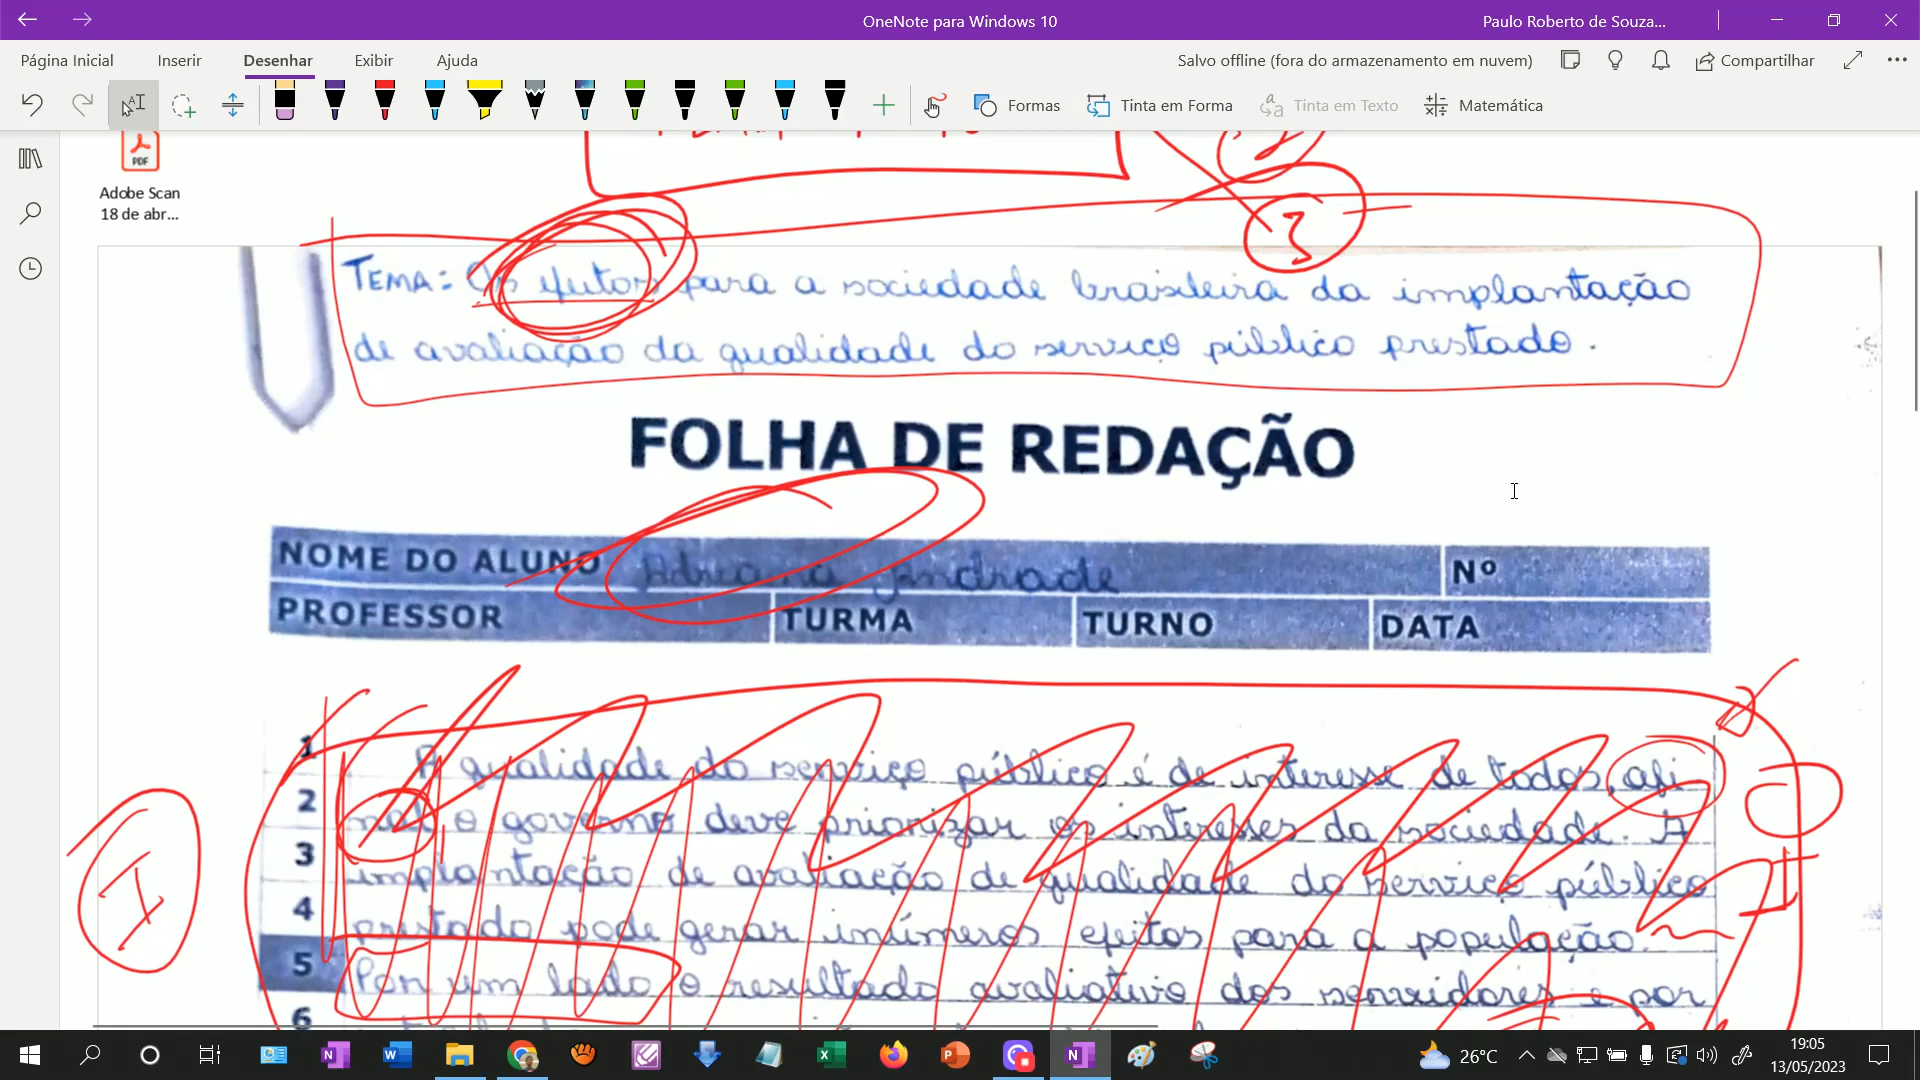 OneNote para Windows 10
Paulo Roberto de Souza...
Página Inicial
Inserir
Desenhar
Exibir
Ajuda
Salvo offline (fora do armazenamento em nuvem)
Compartilhar
Formas
Tinta em Forma
Tinta em Texto
Matemática
PDF
Adobe Scan
18 de abr...
3
TEMA: Os efeitos para a sociedade brasileira da implantação
de avaliação da qualidade do serviço público prestado.
FOLHA DE REDAÇÃO
NOME DO ALUNO Adriana Andrade Nº
PROFESSOR TURMA TURNO DATA
1 A qualidade do serviço público é de interesse de todos, afi
2 nal o governo deve priorizar os interesses da sociedade. A
3 implantação de avaliação de qualidade do serviço público
4 prestado pode gerar inúmeros efeitos para a população.
5 Por um lado o resultado avaliativo dos servidores e por
6
I
26°C
19:05
13/05/2023